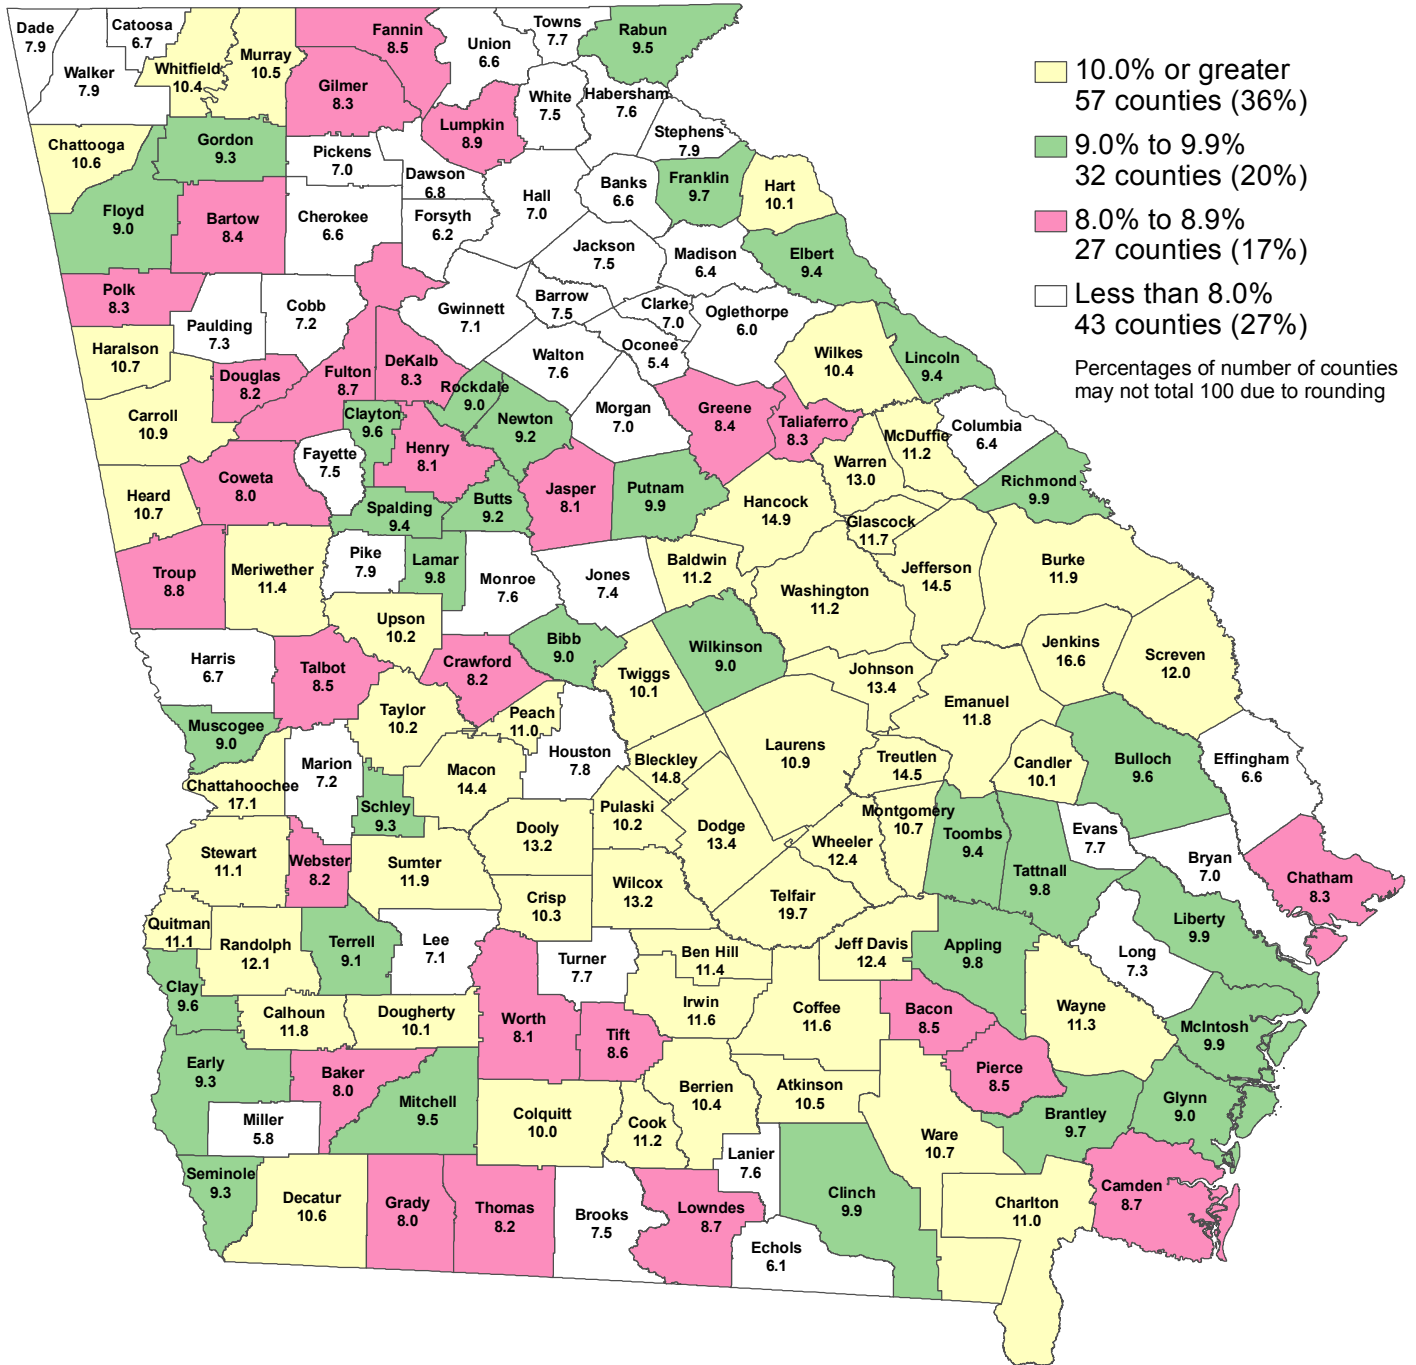 Dade
7.9
Catoosa
6.7
Walker
7.9
Whitfield
10.4
Murray
10.5
Fannin
8.5
Gilmer
8.3
Union
6.6
Towns
7.7
Rabun
9.5
White
7.5
Habersham
7.6
Lumpkin
8.9
Stephens
7.9
10.0% or greater
57 counties (36%)
9.0% to 9.9%
32 counties (20%)
8.0% to 8.9%
27 counties (17%)
Less than 8.0%
43 counties (27%)
Percentages of number of counties
may not total 100 due to rounding
Chattooga
10.6
Gordon
9.3
Pickens
7.0
Dawson
6.8
Hall
7.0
Banks
6.6
Franklin
9.7
Hart
10.1
Floyd
9.0
Bartow
8.4
Cherokee
6.6
Forsyth
6.2
Jackson
7.5
Madison
6.4
Elbert
9.4
Polk
8.3
Paulding
7.3
Cobb
7.2
Gwinnett
7.1
Barrow
7.5
Clarke
7.0
Oglethorpe
6.0
Oconee
5.4
Haralson
10.7
Douglas
8.2
Fulton
8.7
DeKalb
8.3
Rockdale
9.0
Walton
7.6
Wilkes
10.4
Lincoln
9.4
Carroll
10.9
Clayton
9.6
Newton
9.2
Morgan
7.0
Greene
8.4
Taliaferro
8.3
McDuffie
11.2
Columbia
6.4
Fayette
7.5
Henry
8.1
Warren
13.0
Richmond
9.9
Heard
10.7
Coweta
8.0
Spalding
9.4
Butts
9.2
Jasper
8.1
Putnam
9.9
Hancock
14.9
Glascock
11.7
Troup
8.8
Meriwether
11.4
Pike
7.9
Lamar
9.8
Monroe
7.6
Jones
7.4
Baldwin
11.2
Washington
11.2
Jefferson
14.5
Burke
11.9
Upson
10.2
Bibb
9.0
Wilkinson
9.0
Jenkins
16.6
Screven
12.0
Harris
6.7
Talbot
8.5
Crawford
8.2
Twiggs
10.1
Johnson
13.4
Emanuel
11.8
Muscogee
9.0
Taylor
10.2
Peach
11.0
Houston
7.8
Bleckley
14.8
Laurens
10.9
Treutlen
14.5
Candler
10.1
Bulloch
9.6
Effingham
6.6
Chattahoochee
17.1
Marion
7.2
Macon
14.4
Schley
9.3
Pulaski
10.2
Dodge
13.4
Montgomery
10.7
Wheeler
12.4
Toombs
9.4
Evans
7.7
Stewart
11.1
Webster
8.2
Sumter
11.9
Dooly
13.2
Tattnall
9.8
Bryan
7.0
Chatham
8.3
Crisp
10.3
Wilcox
13.2
Telfair
19.7
Quitman
11.1
Randolph
12.1
Terrell
9.1
Lee
7.1
Turner
7.7
Ben Hill
11.4
Jeff Davis
12.4
Appling
9.8
Long
7.3
Liberty
9.9
Clay
9.6
Calhoun
11.8
Dougherty
10.1
Worth
8.1
Tift
8.6
Irwin
11.6
Coffee
11.6
Bacon
8.5
Wayne
11.3
McIntosh
9.9
Early
9.3
Baker
8.0
Mitchell
9.5
Miller
5.8
Colquitt
10.0
Cook
11.2
Berrien
10.4
Atkinson
10.5
Pierce
8.5
Brantley
9.7
Glynn
9.0
Ware
10.7
Lanier
7.6
Seminole
9.3
Decatur
10.6
Grady
8.0
Thomas
8.2
Brooks
7.5
Lowndes
8.7
Echols
6.1
Clinch
9.9
Charlton
11.0
Camden
8.7